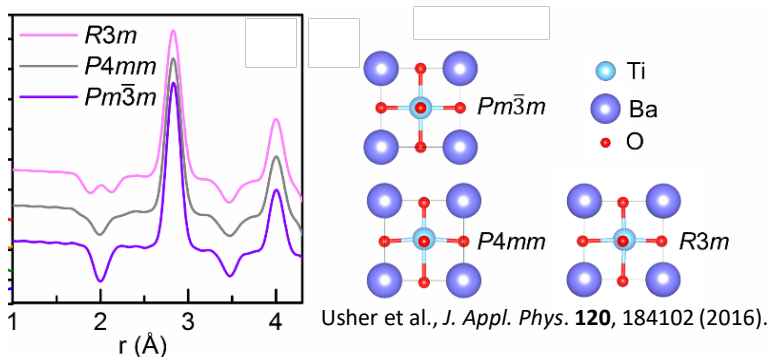 R3m
P4mm
Pm3̅m
1
2
3
4
r (Å)
Pm3̅m
P4mm
R3m
Ti
Ba
O
Usher et al., J. Appl. Phys. 120, 184102 (2016).